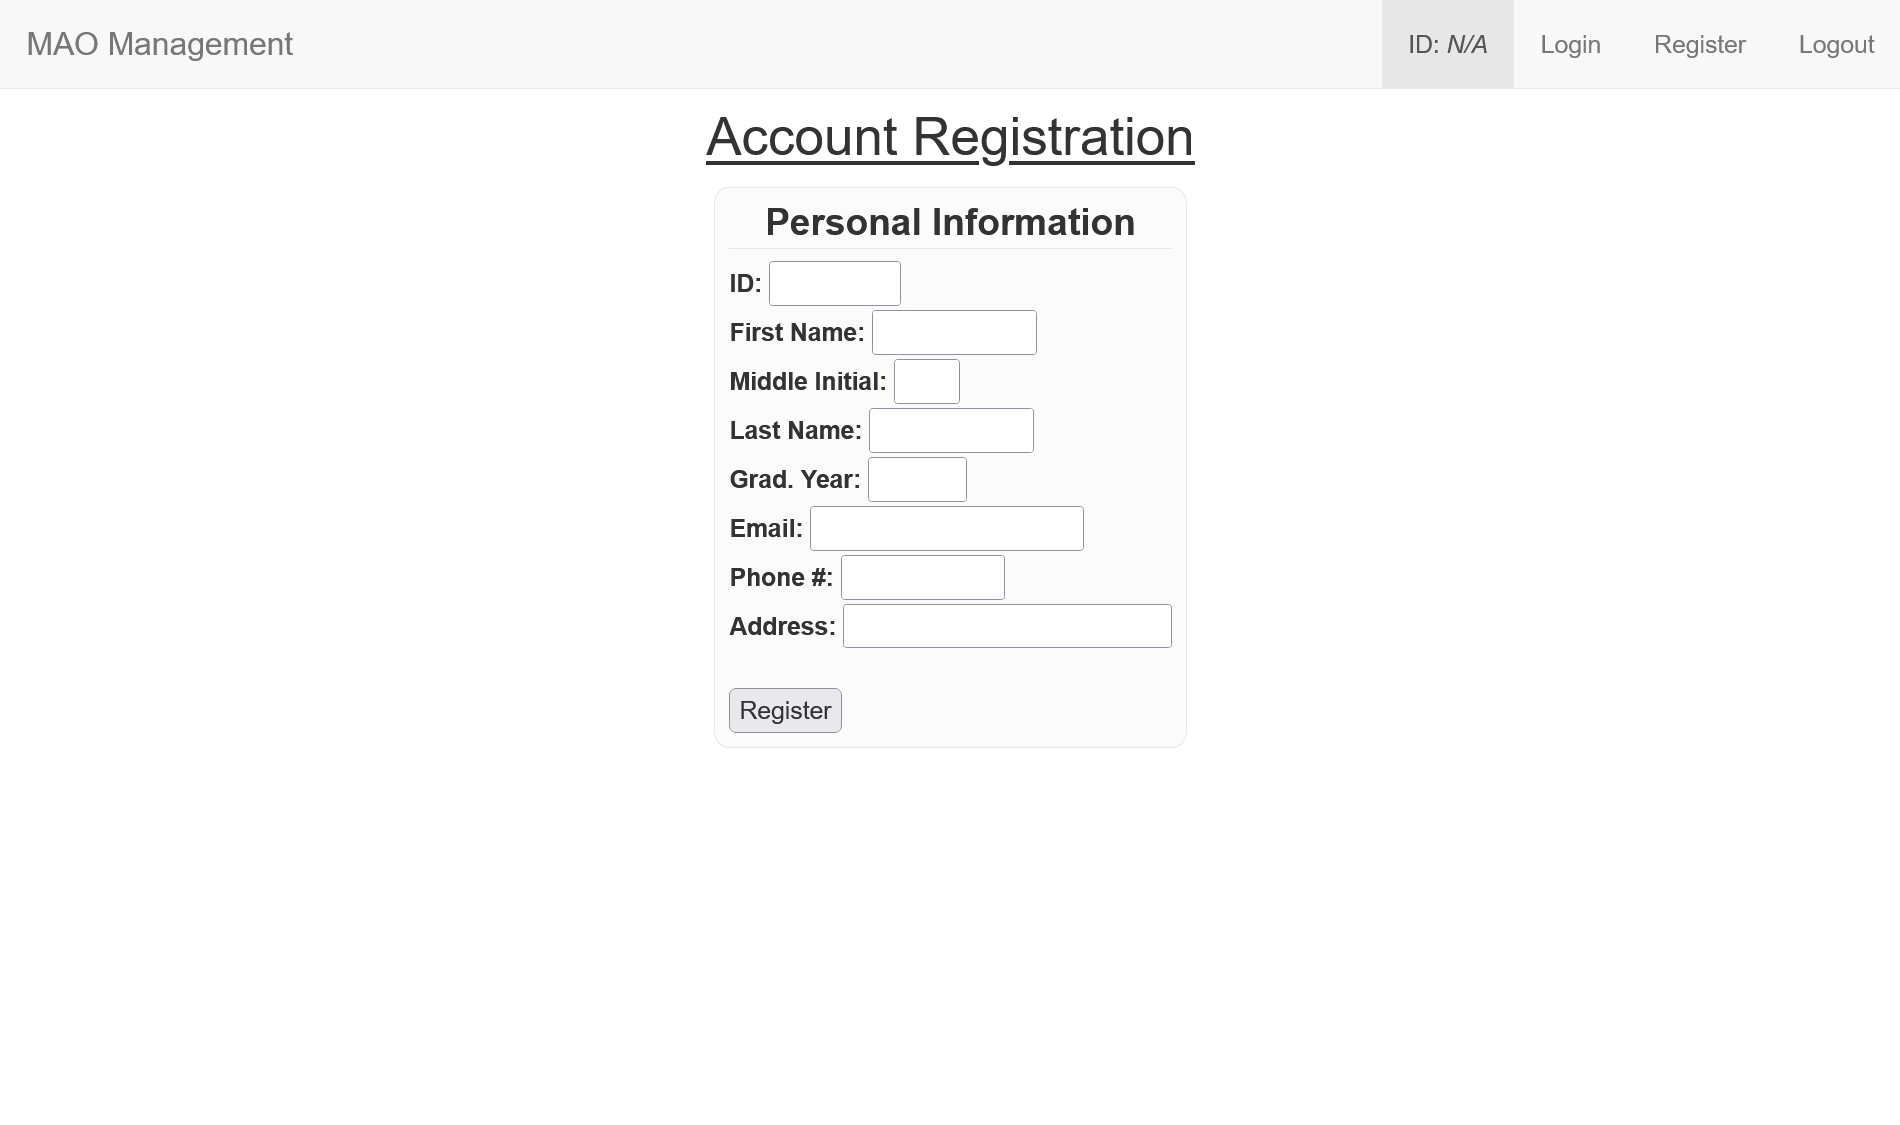 MAO Management ID: N/A Login Register Logout
Account Registration
Personal Information
ID:
First Name:
Middle Initial:
Last Name:
Grad. Year:
Email:
Phone #:
Address:
Register